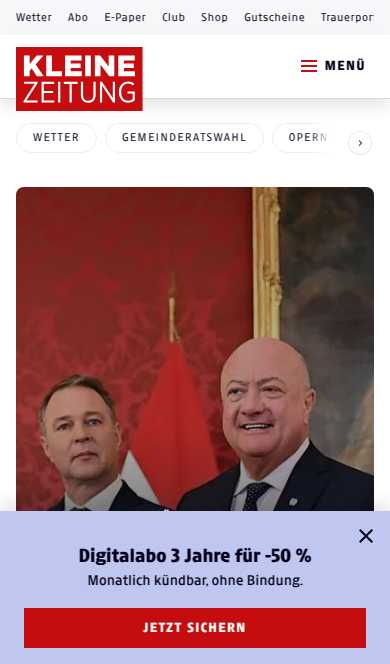 Wetter Abo E-Paper Club Shop Gutscheine Trauerpor
KLEINE
ZEITUNG
MENÜ
WETTER GEMEINDERATSWAHL OPERN
Digitalabo 3 Jahre für -50 %
Monatlich kündbar, ohne Bindung.
JETZT SICHERN